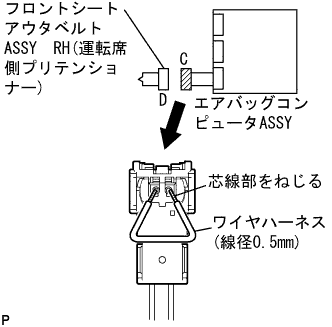 フロントシート
アウタベルト
ASSY RH(運転席
側プリテンショ
ナー)
C
D
エアバッグコン
ピュータASSY
芯線部をねじる
ワイヤハーネス
(線径0.5mm)
P